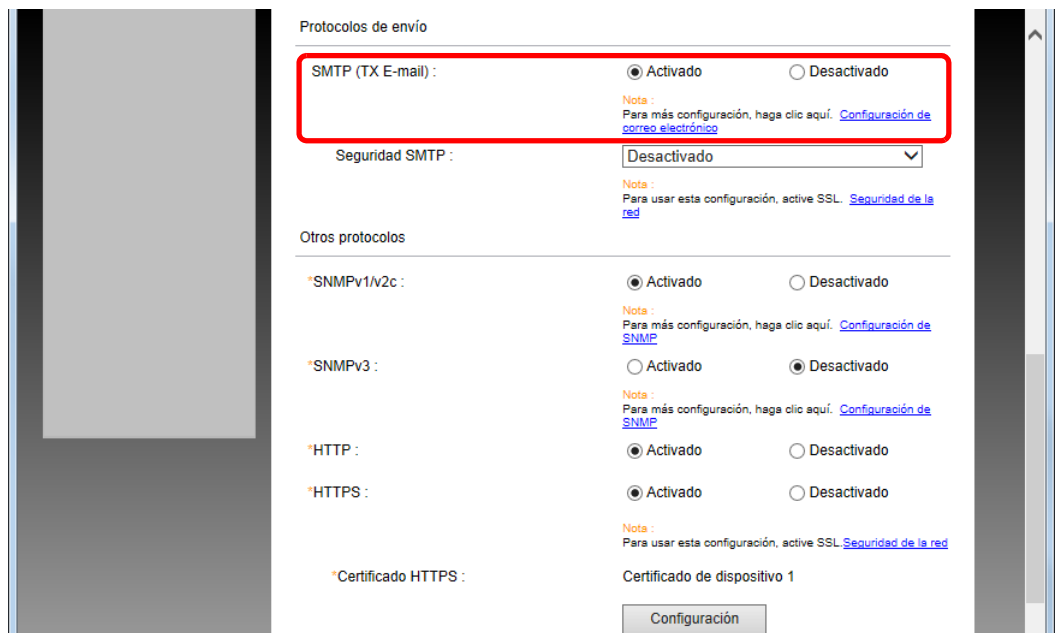 Protocolos de envío
SMTP (TX E-mail) : Activado Desactivado
Nota :
Para más configuración, haga clic aquí. Configuración de
correo electrónico
Seguridad SMTP : Desactivado
Nota :
Para usar esta configuración, active SSL. Seguridad de la
red
Otros protocolos
*SNMPv1/v2c : Activado Desactivado
Nota :
Para más configuración, haga clic aquí. Configuración de
SNMP
*SNMPv3 : Activado Desactivado
Nota :
Para más configuración, haga clic aquí. Configuración de
SNMP
*HTTP : Activado Desactivado
*HTTPS : Activado Desactivado
Nota :
Para usar esta configuración, active SSL.Seguridad de la red
*Certificado HTTPS : Certificado de dispositivo 1
Configuración